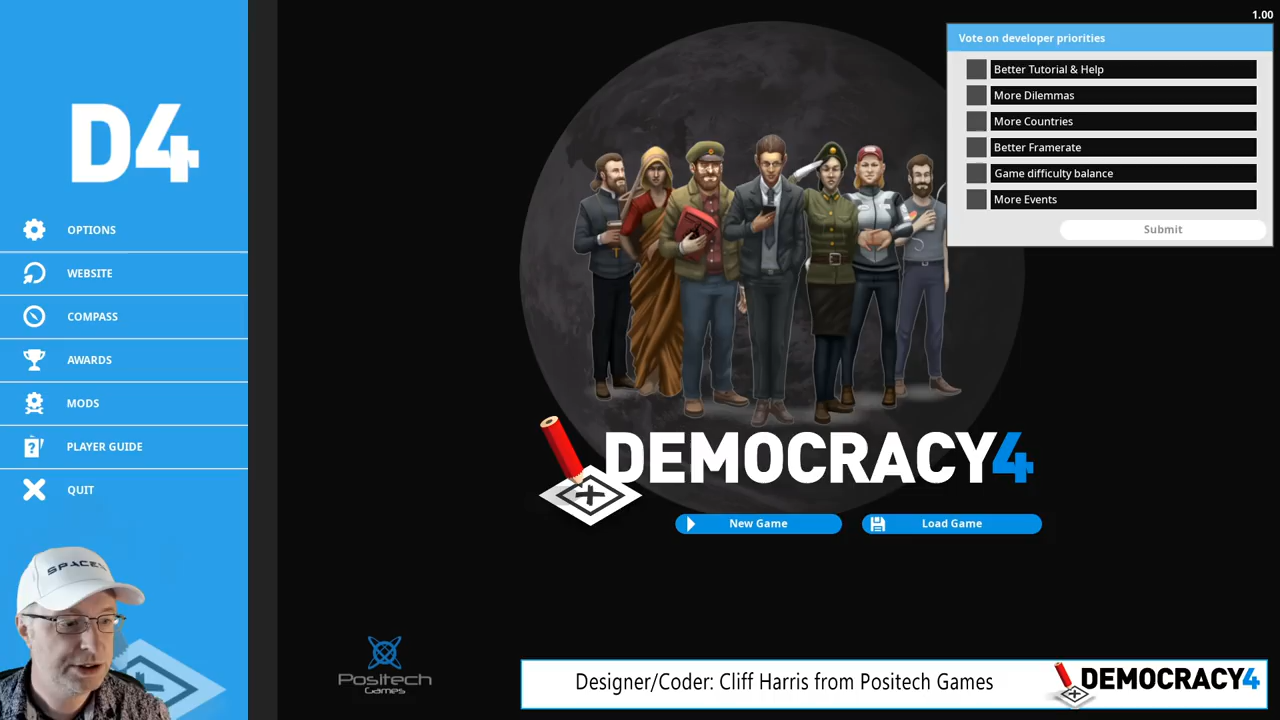 1.00
Vote on developer priorities
Better Tutorial & Help
More Dilemmas
More Countries
Better Framerate
Game difficulty balance
More Events
Submit
D4
OPTIONS
WEBSITE
COMPASS
AWARDS
MODS
PLAYER GUIDE
QUIT
DEMOCRACY4
New Game
Load Game
Positech
Games
Designer/Coder: Cliff Harris from Positech Games
DEMOCRACY4